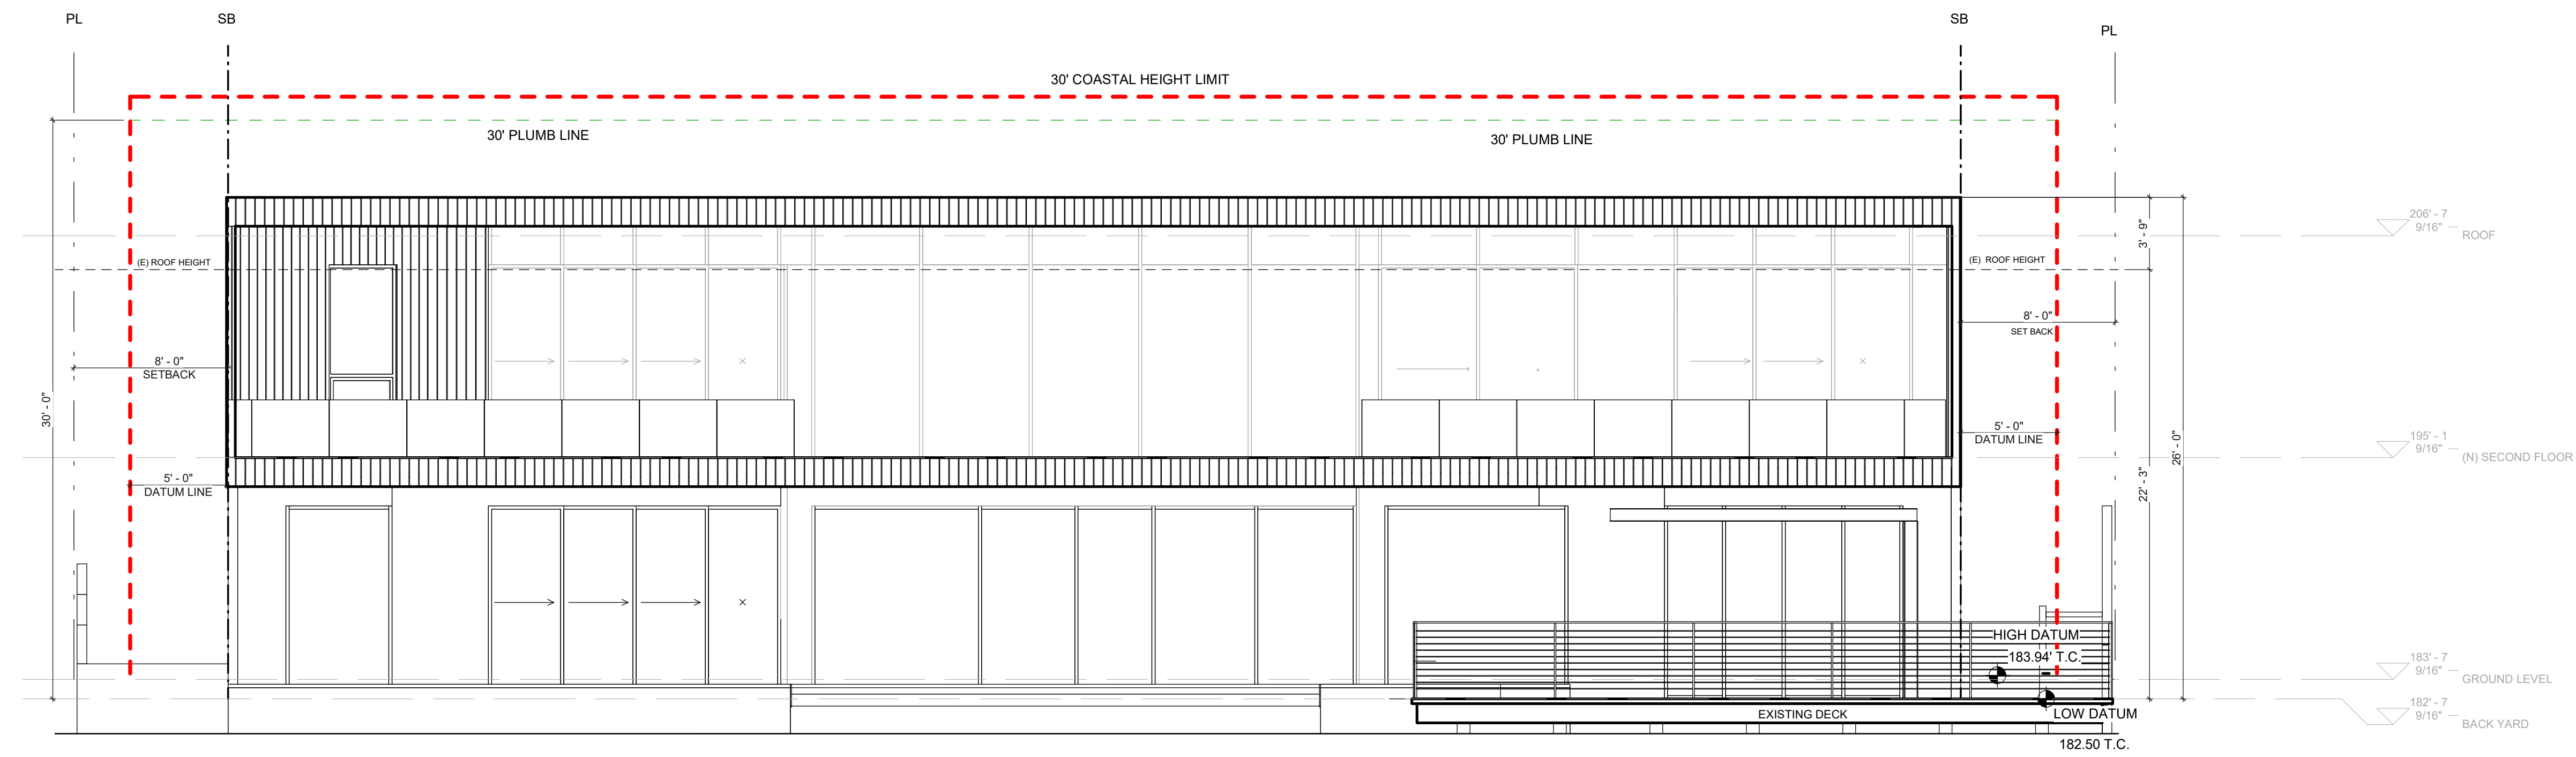 PL
SB
SB
PL
30' COASTAL HEIGHT LIMIT
30' PLUMB LINE
30' PLUMB LINE
206' - 7
9/16"
ROOF
3' - 9"
(E) ROOF HEIGHT
(E) ROOF HEIGHT
8' - 0"
SET BACK
8' - 0"
SETBACK
30' - 0"
5' - 0"
DATUM LINE
195' - 1
9/16"
(N) SECOND FLOOR
26' - 0"
22' - 3"
5' - 0"
DATUM LINE
HIGH DATUM
183.94' T.C.
183' - 7
9/16"
GROUND LEVEL
182' - 7
9/16"
BACK YARD
EXISTING DECK
LOW DATUM
182.50 T.C.